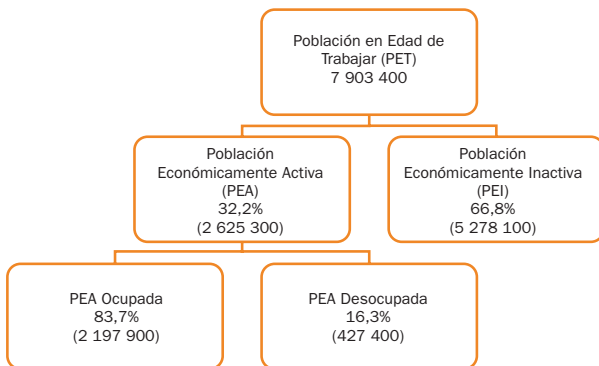 Población en Edad de
Trabajar (PET)
7 903 400
Población
Económicamente Activa
(PEA)
32,2%
(2 625 300)
Población
Económicamente Inactiva
(PEI)
66,8%
(5 278 100)
PEA Ocupada
83,7%
(2 197 900)
PEA Desocupada
16,3%
(427 400)